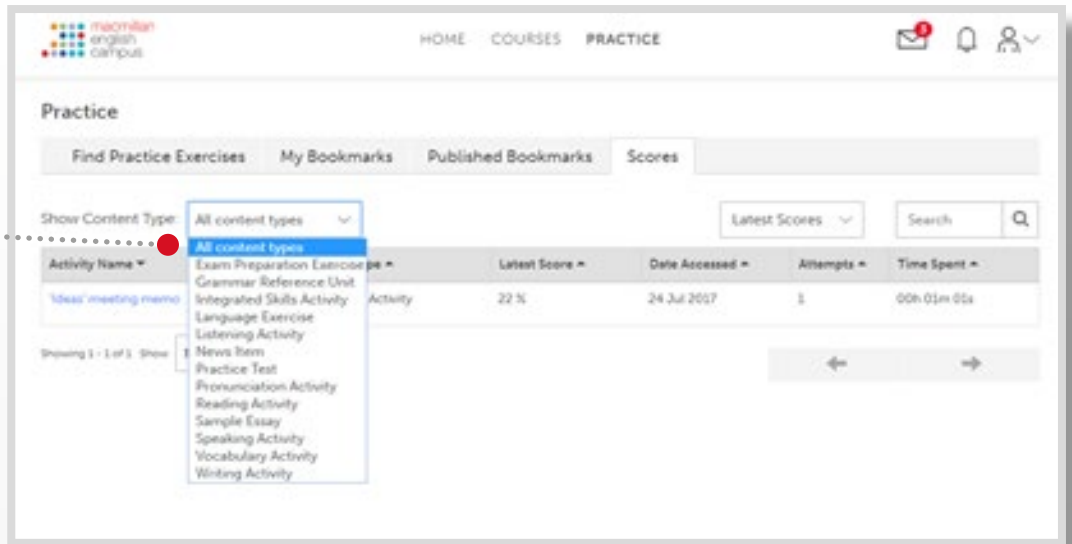 macmillan
english
campus
HOME COURSES PRACTICE
3
Practice
Find Practice Exercises My Bookmarks Published Bookmarks Scores
Show Content Type: All content types Latest Scores Search
All content types
Exam Preparation Exercise
Grammar Reference Unit
Integrated Skills Activity
Language Exercise
Listening Activity
News Item
Practice Test
Pronunciation Activity
Reading Activity
Sample Essay
Speaking Activity
Vocabulary Activity
Writing Activity
Activity Name Latest Score Date Accessed Attempts Time Spent
'Ideas' meeting memo Activity 22 % 24 Jul 2017 1 00h 01m 01s
Showing 1 - 1 of 1 Show